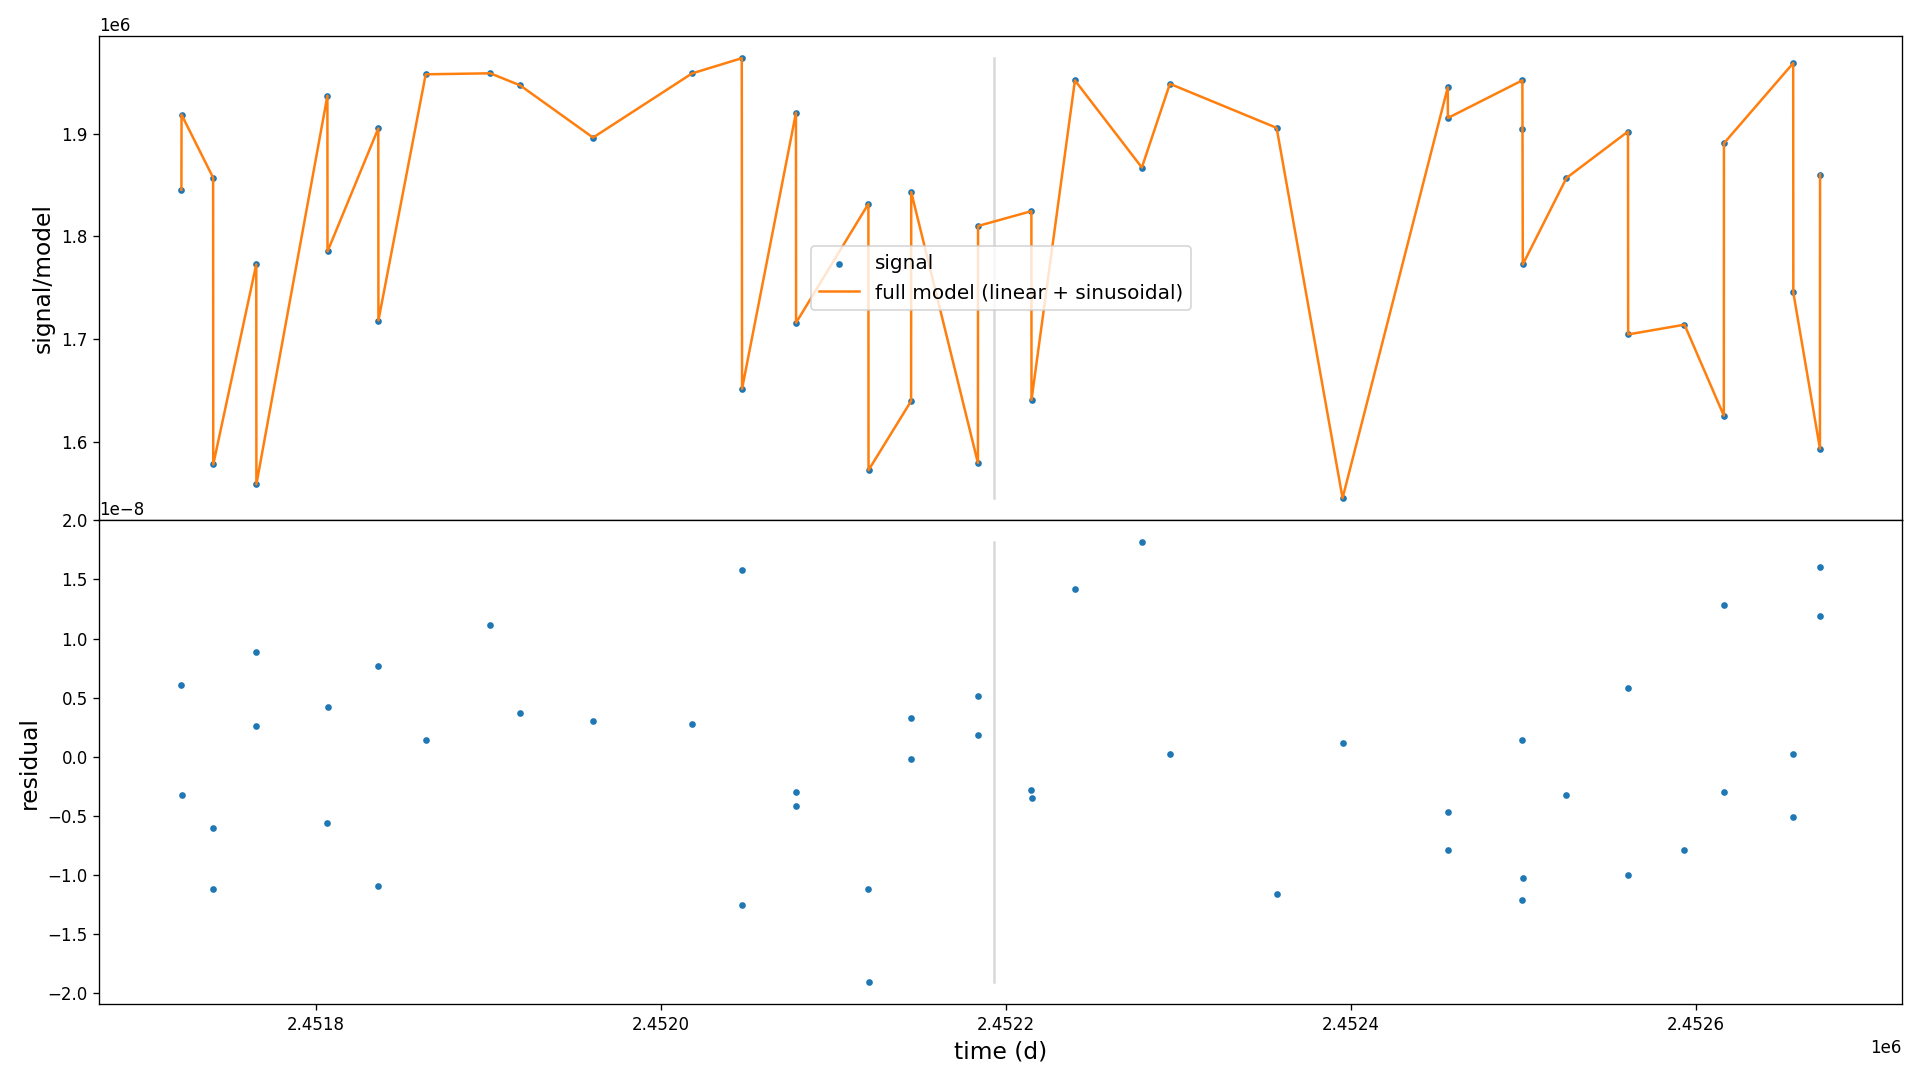 1e6
1.9
1.8
1.7
1.6
signal/model
signal
full model (linear + sinusoidal)
1e−8
2.0
1.5
1.0
0.5
0.0
−0.5
−1.0
−1.5
−2.0
residual
2.4518
2.4520
2.4522
2.4524
2.4526
1e6
time (d)